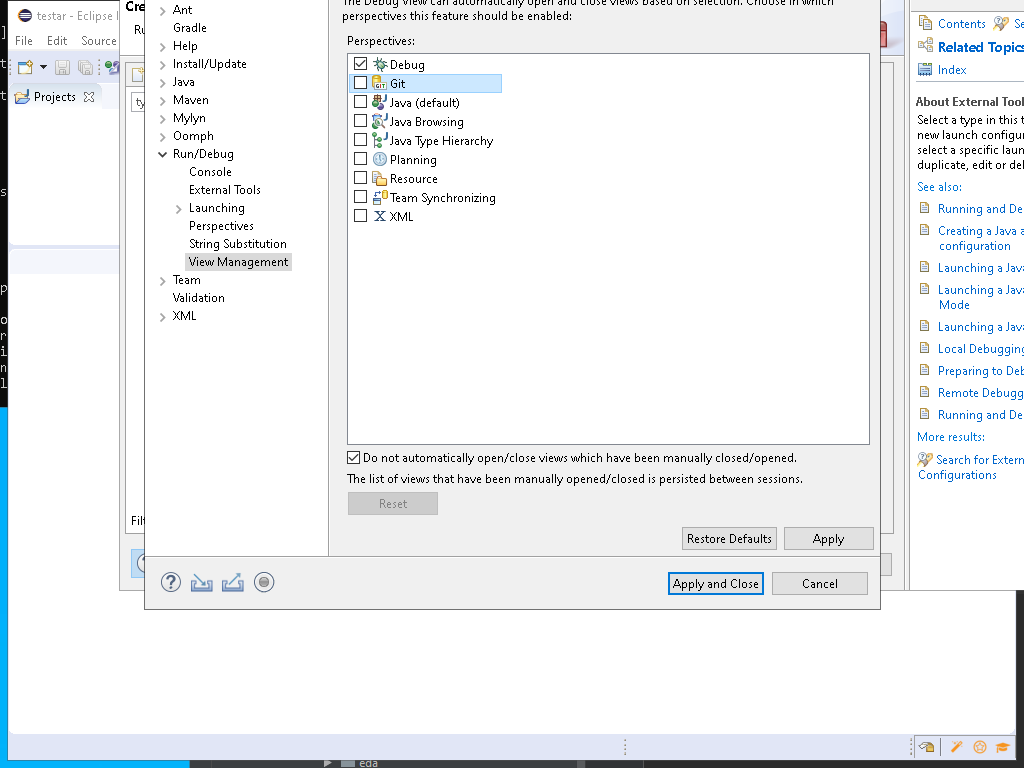 testar - Eclipse I
File Edit Source
Projects
Cre
Ru
ty
Filt
Ant
Gradle
Help
Install/Update
Java
Maven
Mylyn
Oomph
Run/Debug
Console
External Tools
Launching
Perspectives
String Substitution
View Management
Team
Validation
XML
The Debug View can automatically open and close views based on selection. Choose in which
perspectives this feature should be enabled:
Perspectives:
Debug
Git
Java (default)
Java Browsing
Java Type Hierarchy
Planning
Resource
Team Synchronizing
XML
Do not automatically open/close views which have been manually closed/opened.
The list of views that have been manually opened/closed is persisted between sessions.
Reset
Restore Defaults Apply
Apply and Close Cancel
Contents Se
Related Topics
Index
About External Tool
Select a type in this t
new launch configu
select a specific laun
duplicate, edit or del
See also:
Running and De
Creating a Java a
configuration
Launching a Java
Launching a Java
Mode
Launching a Java
Local Debugging
Preparing to Deb
Remote Debugg
Running and De
More results:
Search for Extern
Configurations
eda